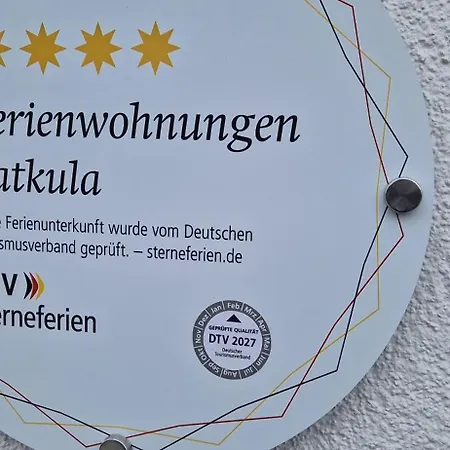 erienwohnungen
atkula
e Ferienunterkunft wurde vom Deutschen
ismusverband geprüft. – sterneferien.de
V
erneferien
Jan Feb Mrz Apr Mai Jun Jul Aug Sep Okt Nov Dez
GEPRÜFTE QUALITÄT
DTV 2027
Deutscher
Tourismusverband